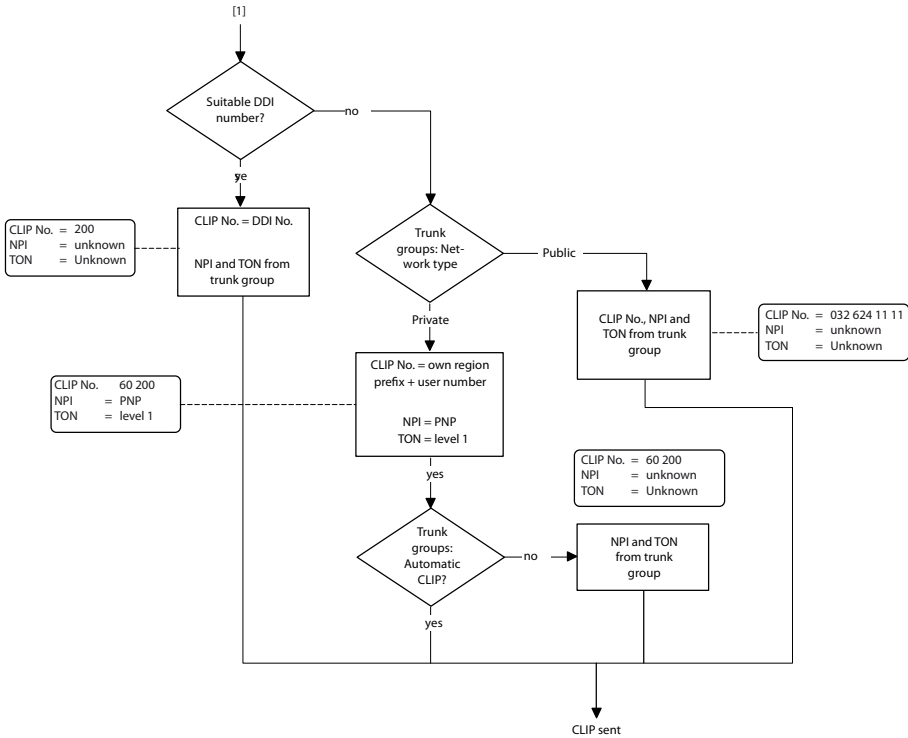 [1]
Suitable DDI
number?
no
ye
CLIP No. = DDI No.
NPI and TON from
trunk group
CLIP No. = 200
NPI = unknown
TON = Unknown
Trunk
groups: Net-
work type
Public
Private
CLIP No., NPI and
TON from trunk
group
CLIP No. = 032 624 11 11
NPI = unknown
TON = Unknown
CLIP No. = own region
prefix + user number
NPI = PNP
TON = level 1
CLIP No. 60 200
NPI = PNP
TON = level 1
yes
CLIP No. = 60 200
NPI = unknown
TON = Unknown
Trunk
groups:
Automatic
CLIP?
no
NPI and TON
from trunk
group
yes
CLIP sent